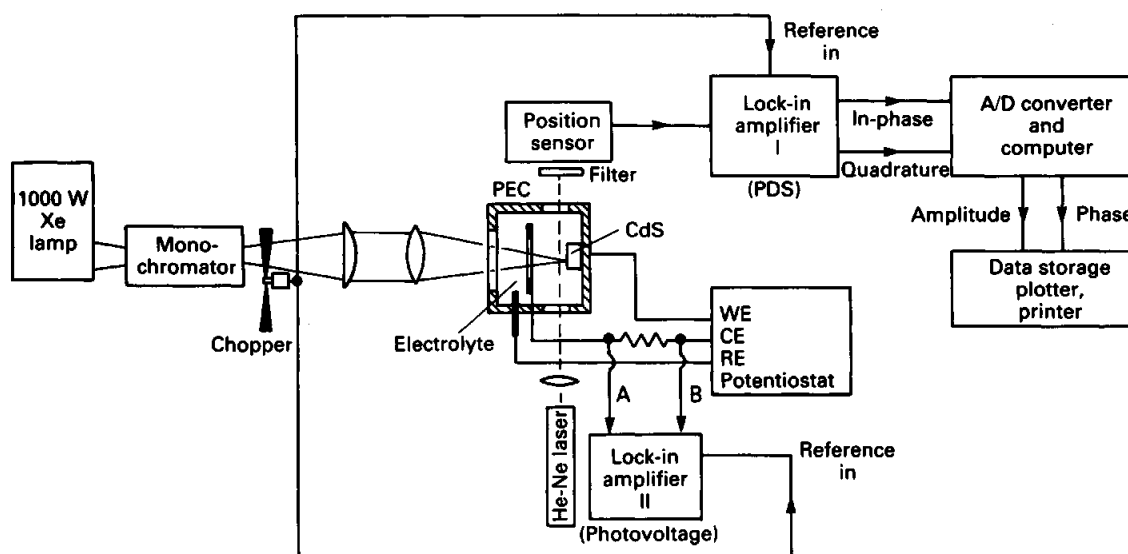 Reference
in
Lock-in
amplifier
I
(PDS)
In-phase
Quadrature
A/D converter
and
computer
Amplitude
Phase
Data storage
plotter,
printer
Position
sensor
Filter
PEC
CdS
1000 W
Xe
lamp
Mono-
chromator
Chopper
Electrolyte
WE
CE
RE
Potentiostat
A
B
He-Ne laser
Lock-in
amplifier
II
(Photovoltage)
Reference
in